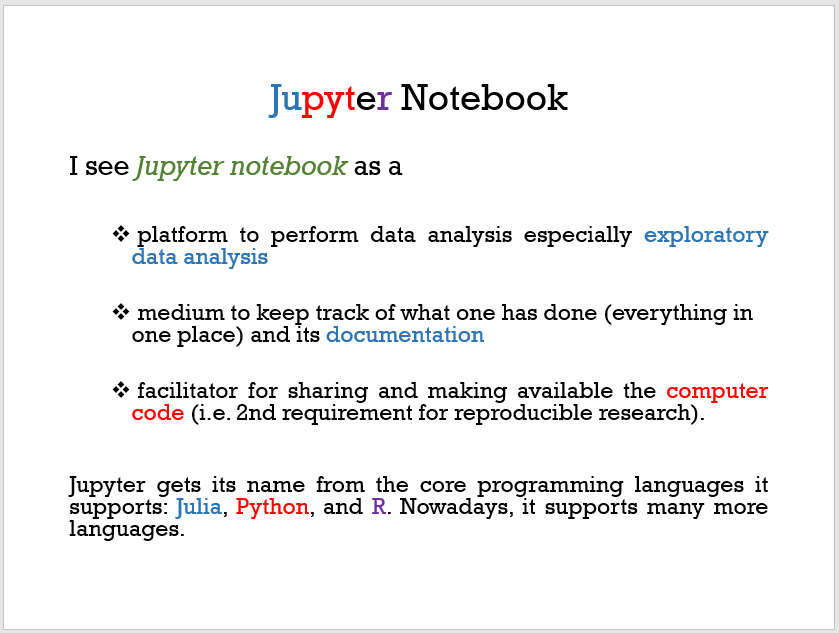 Jupyter Notebook
I see Jupyter notebook as a
❖ platform to perform data analysis especially exploratory
data analysis
❖ medium to keep track of what one has done (everything in
one place) and its documentation
❖ facilitator for sharing and making available the computer
code (i.e. 2nd requirement for reproducible research).
Jupyter gets its name from the core programming languages it
supports: Julia, Python, and R. Nowadays, it supports many more
languages.